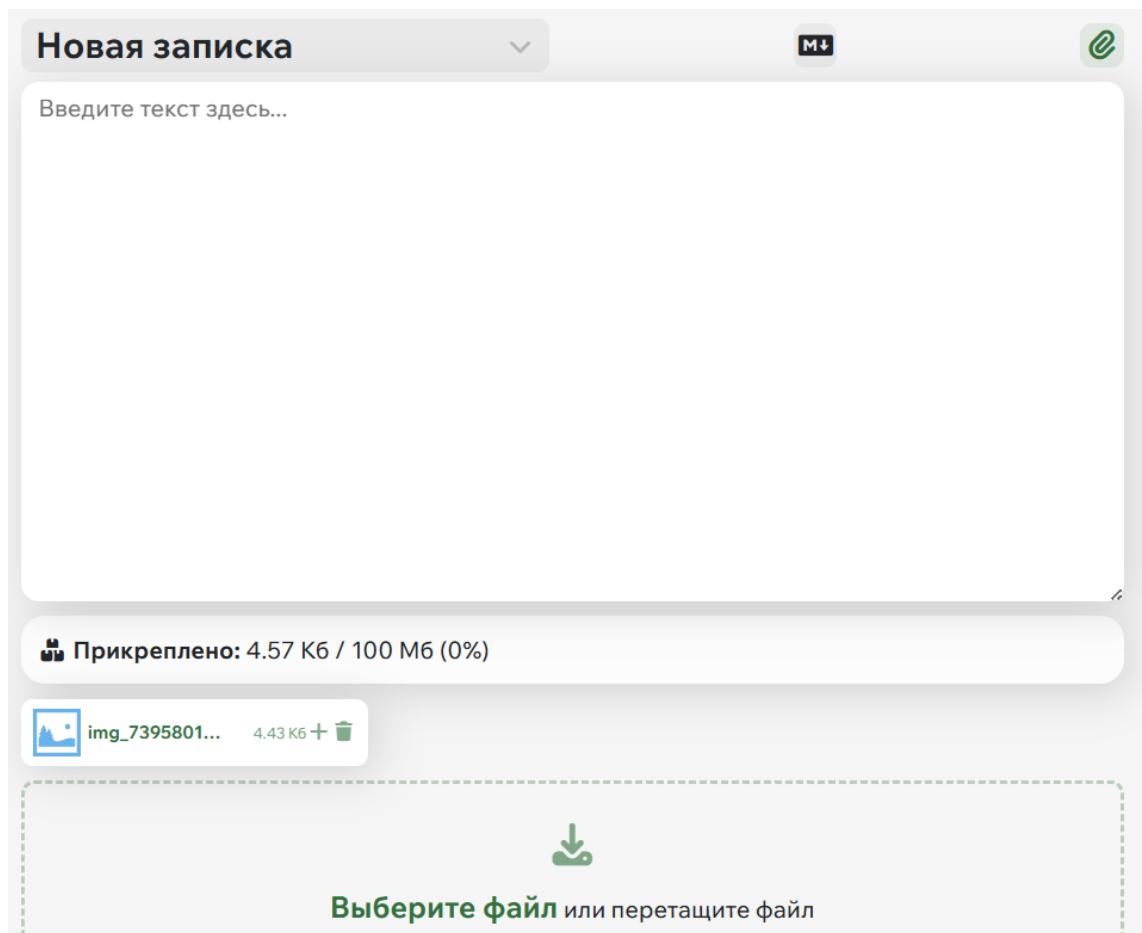 Новая записка
M
Введите текст здесь...
Прикреплено: 4.57 Кб / 100 Мб (0%)
img_7395801... 4.43 Кб
Выберите файл или перетащите файл